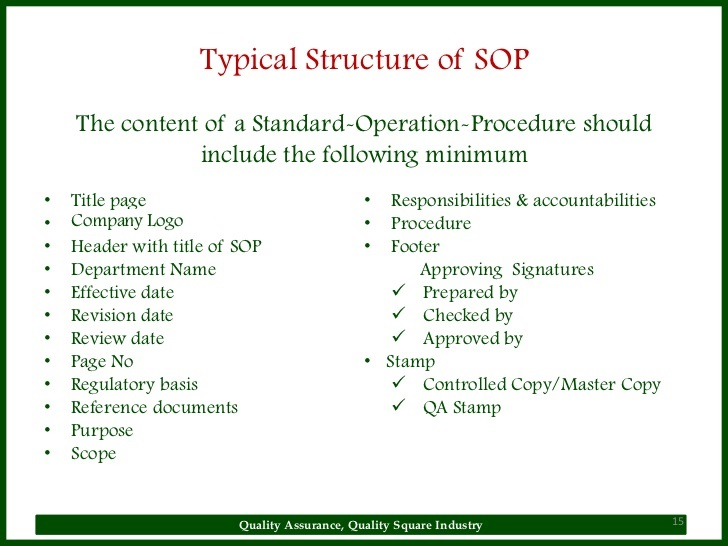 Typical Structure of SOP
The content of a Standard-Operation-Procedure should
include the following minimum
• Title page
• Company Logo
• Header with title of SOP
• Department Name
• Effective date
• Revision date
• Review date
• Page No
• Regulatory basis
• Reference documents
• Purpose
• Scope
• Responsibilities & accountabilities
• Procedure
• Footer
Approving Signatures
✓ Prepared by
✓ Checked by
✓ Approved by
• Stamp
✓ Controlled Copy/Master Copy
✓ QA Stamp
Quality Assurance, Quality Square Industry
15